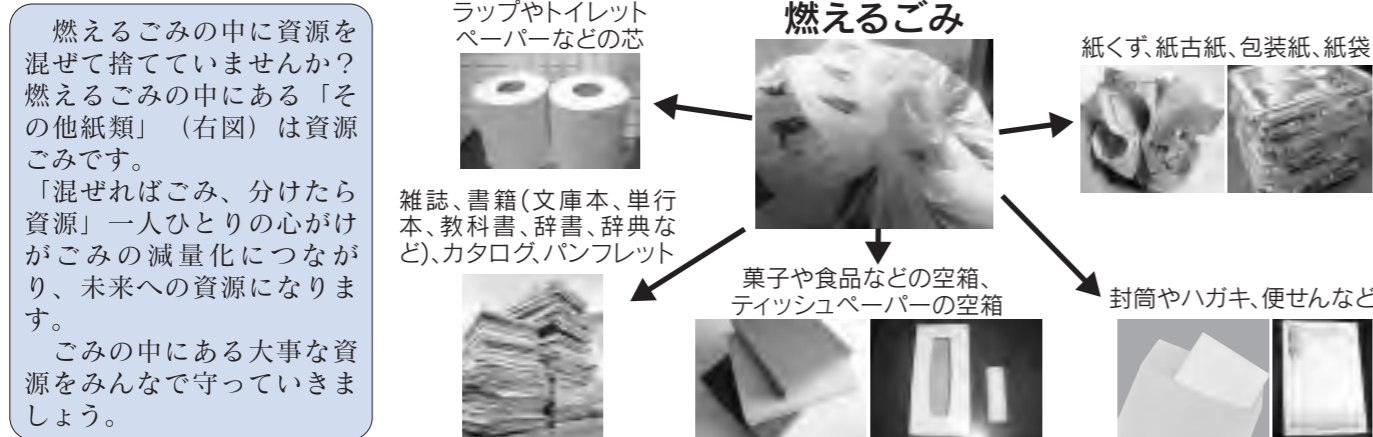 燃えるごみの中に資源を
混ぜて捨てていませんか？
燃えるごみの中にある「そ
の他紙類」（右図）は資源
ごみです。
「混ぜればごみ、分けたら
資源」一人ひとりの心がけ
がごみの減量化につなが
り、未来への資源になりま
す。
ごみの中にある大事な資
源をみんなで守っていきま
しょう。
ラップやトイレット
ペーパーなどの芯
燃えるごみ
紙くず、紙古紙、包装紙、紙袋
雑誌、書籍(文庫本、単行
本、教科書、辞書、辞典な
ど)、カタログ、パンフレット
菓子や食品などの空箱、
ティッシュペーパーの空箱
封筒やハガキ、便せんなど